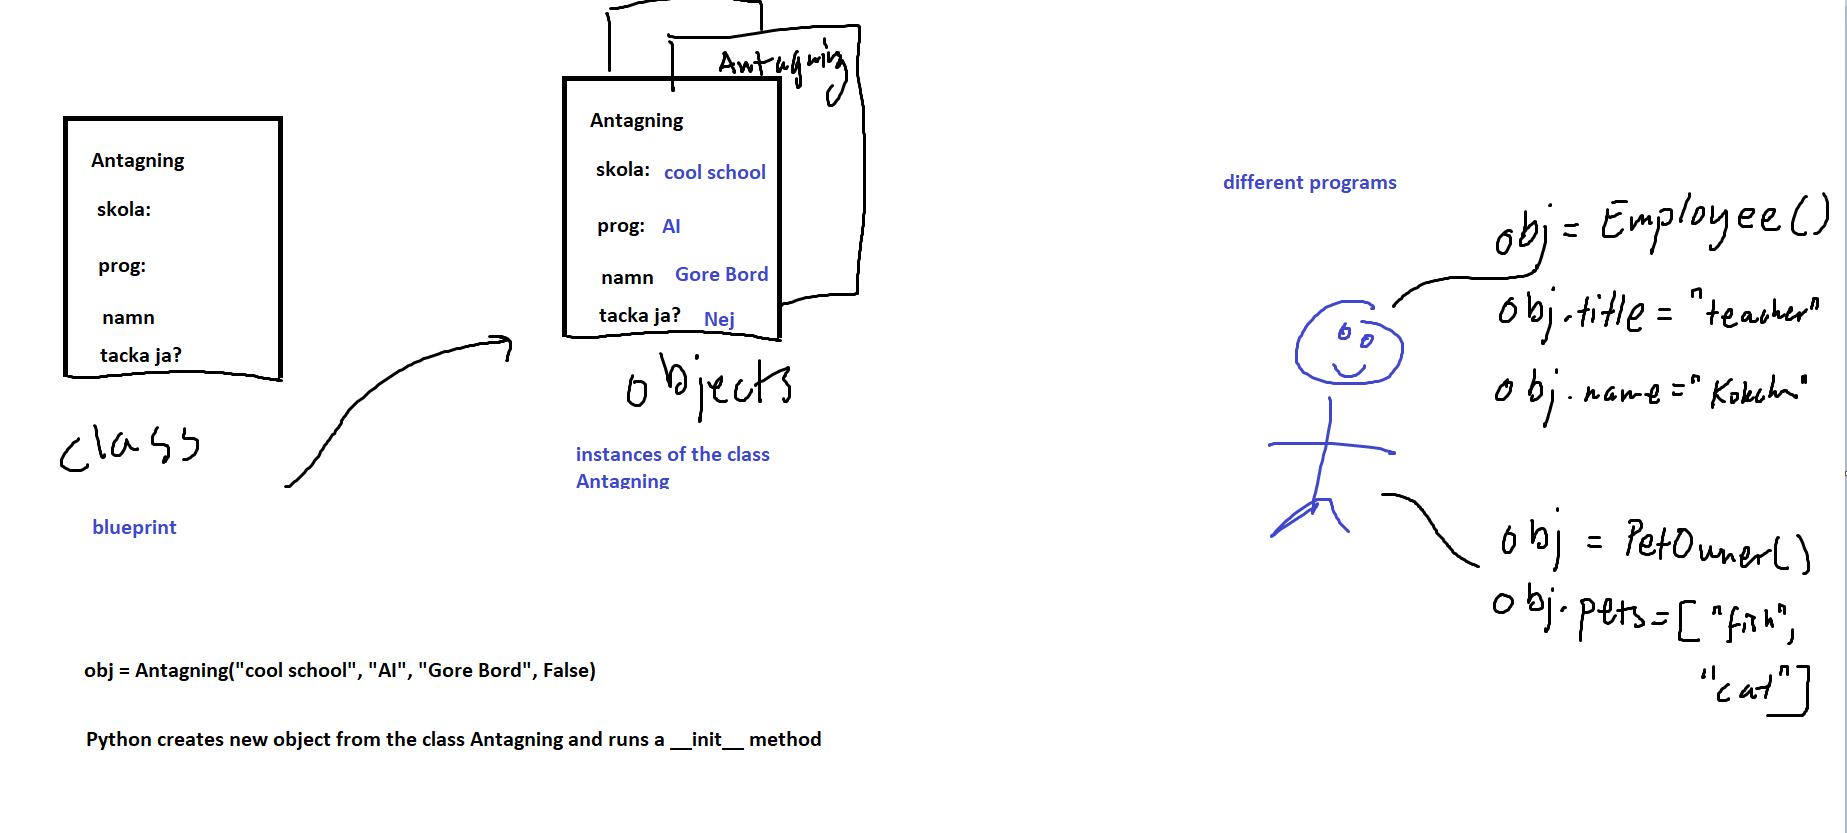 Antagning
skola:
prog:
namn
tacka ja?
class
blueprint
Antagning
Antagning
skola: cool school
prog: AI
namn Gore Bord
tacka ja? Nej
objects
instances of the class
Antagning
obj = Antagning("cool school", "AI", "Gore Bord", False)
Python creates new object from the class Antagning and runs a __init__ method
different programs
obj = Employee()
obj.title = "teacher"
obj.name = "Kokchun"
obj = PetOwner()
obj.pets = ["fish",
"cat"]